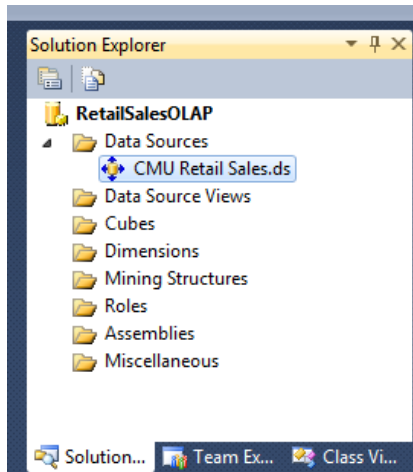 Solution Explorer
RetailSalesOLAP
Data Sources
CMU Retail Sales.ds
Data Source Views
Cubes
Dimensions
Mining Structures
Roles
Assemblies
Miscellaneous
Solution... Team Ex... Class Vi...